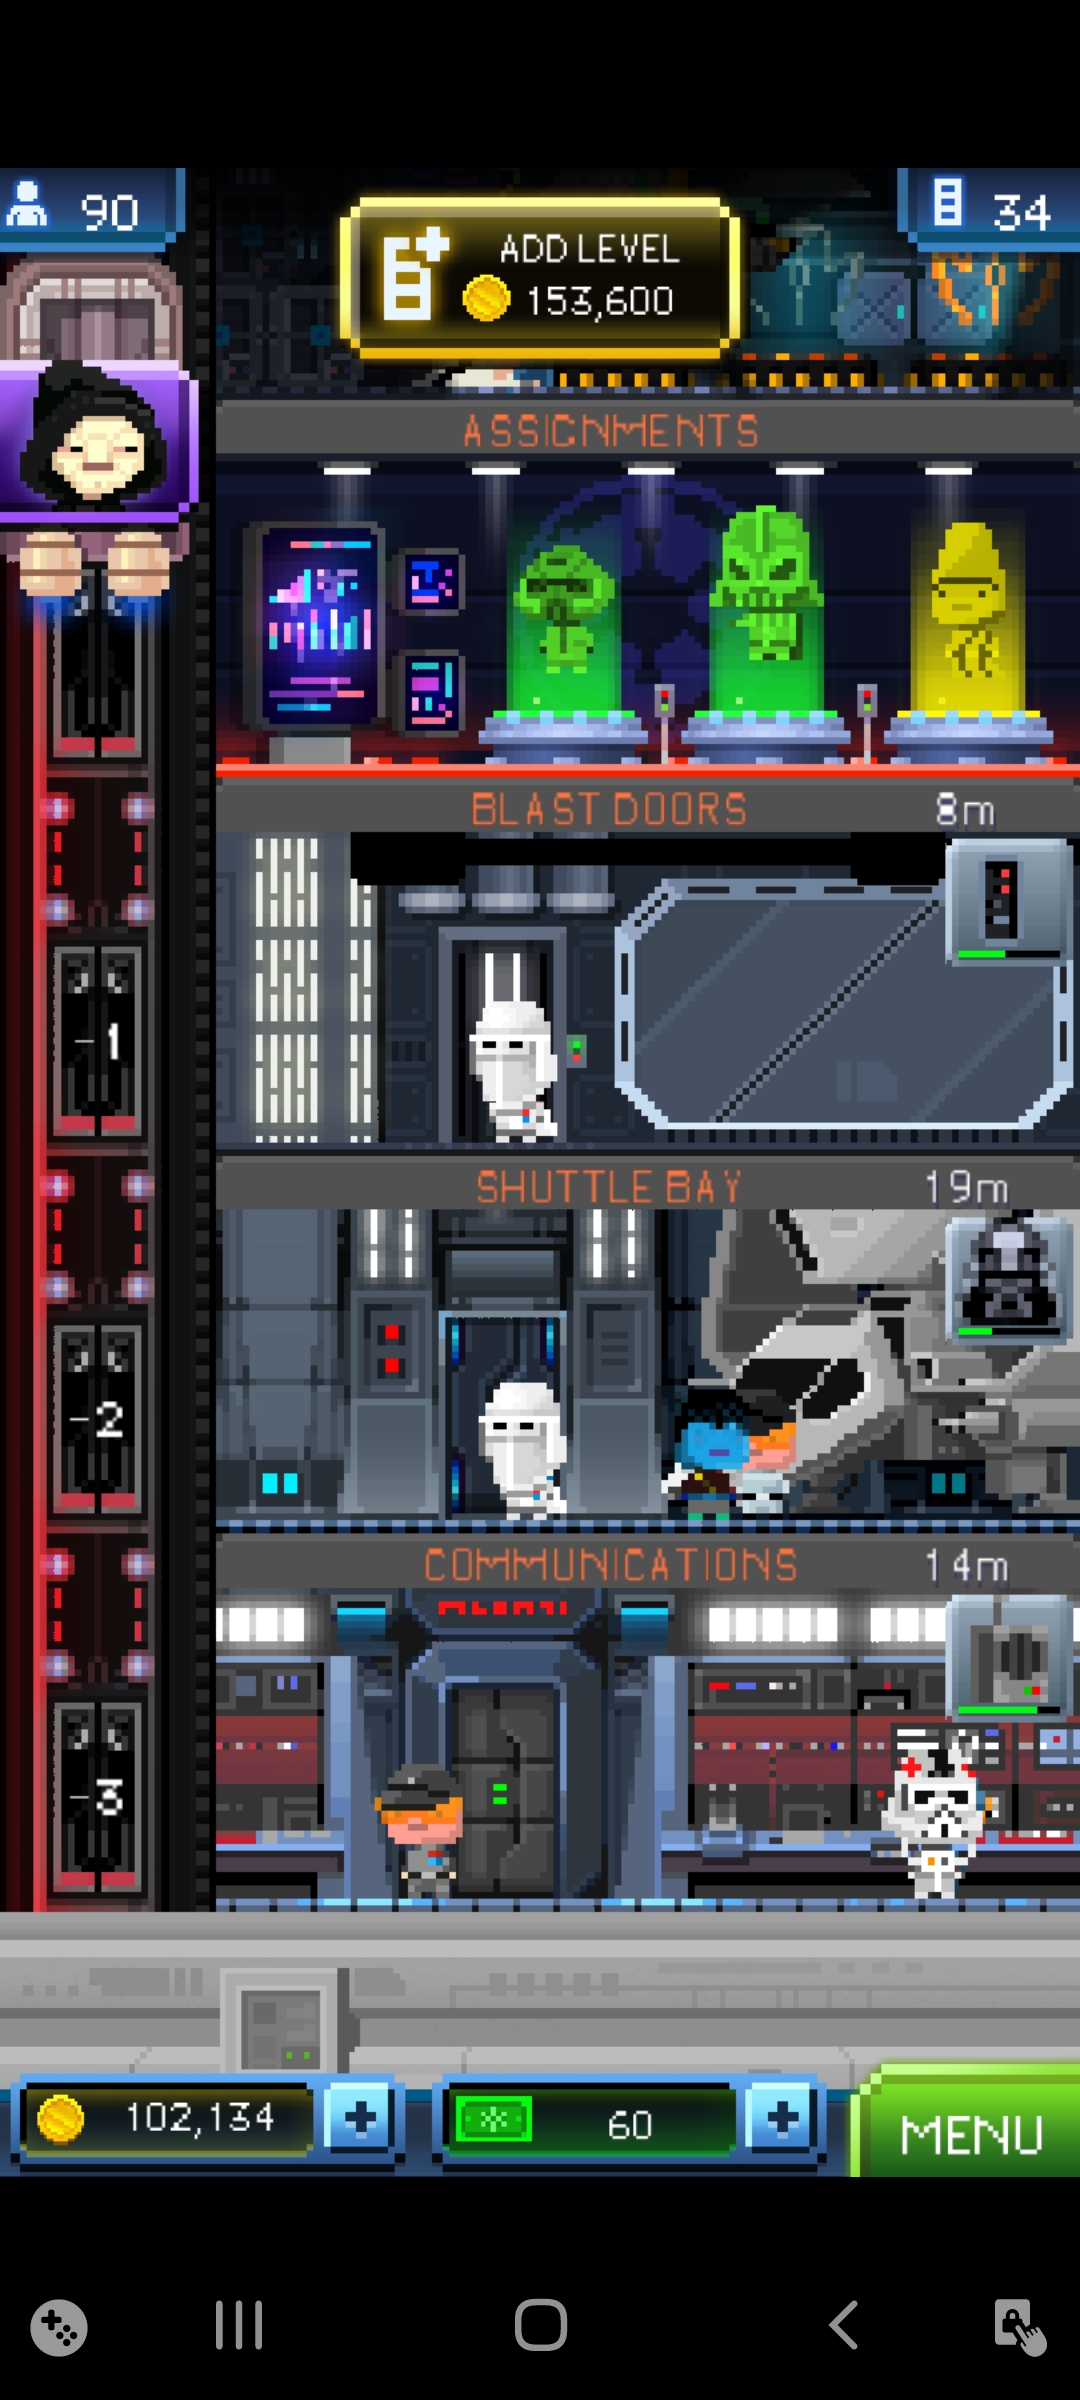 90
ADD LEVEL
153,600
34
ASSIGNMENTS
BLAST DOORS 8m
-1
SHUTTLE BAY 19m
-2
COMMUNICATIONS 14m
-3
102,134
60
MENU